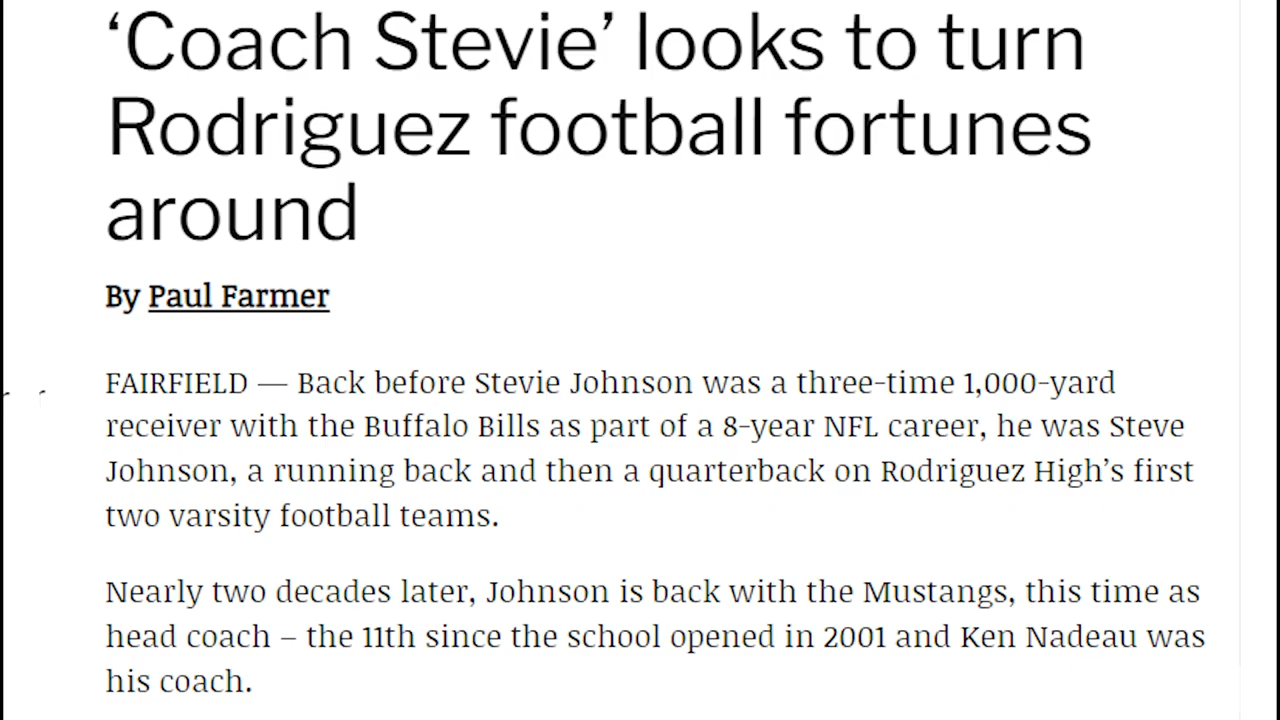 ‘Coach Stevie’ looks to turn
Rodriguez football fortunes
around
By Paul Farmer
FAIRFIELD — Back before Stevie Johnson was a three-time 1,000-yard
receiver with the Buffalo Bills as part of a 8-year NFL career, he was Steve
Johnson, a running back and then a quarterback on Rodriguez High’s first
two varsity football teams.
Nearly two decades later, Johnson is back with the Mustangs, this time as
head coach – the 11th since the school opened in 2001 and Ken Nadeau was
his coach.